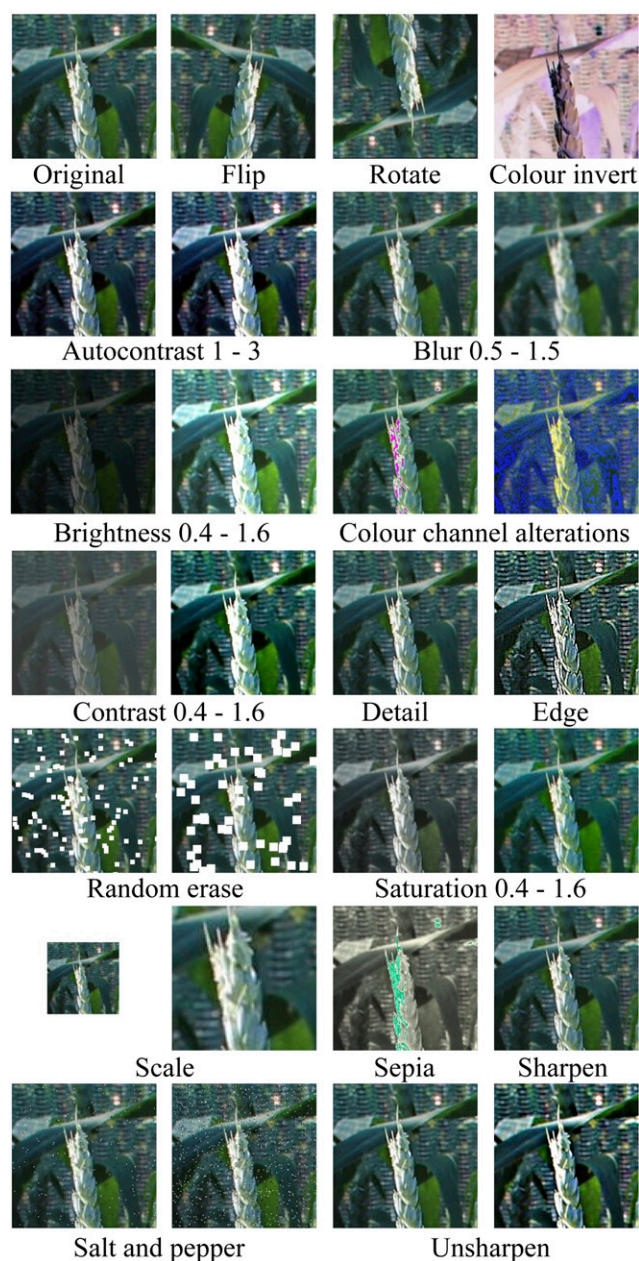 Original Flip Rotate Colour invert
Autocontrast 1 - 3 Blur 0.5 - 1.5
Brightness 0.4 - 1.6 Colour channel alterations
Contrast 0.4 - 1.6 Detail Edge
Random erase Saturation 0.4 - 1.6
Scale Sepia Sharpen
Salt and pepper Unsharpen